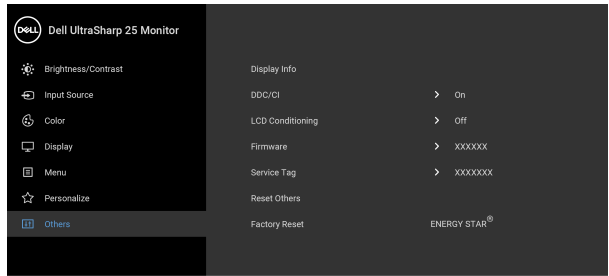 DELL Dell UltraSharp 25 Monitor
Brightness/Contrast Display Info
Input Source DDC/CI > On
Color LCD Conditioning > Off
Display Firmware > XXXXXX
Menu Service Tag > XXXXXXX
Personalize Reset Others
Others Factory Reset ENERGY STAR®